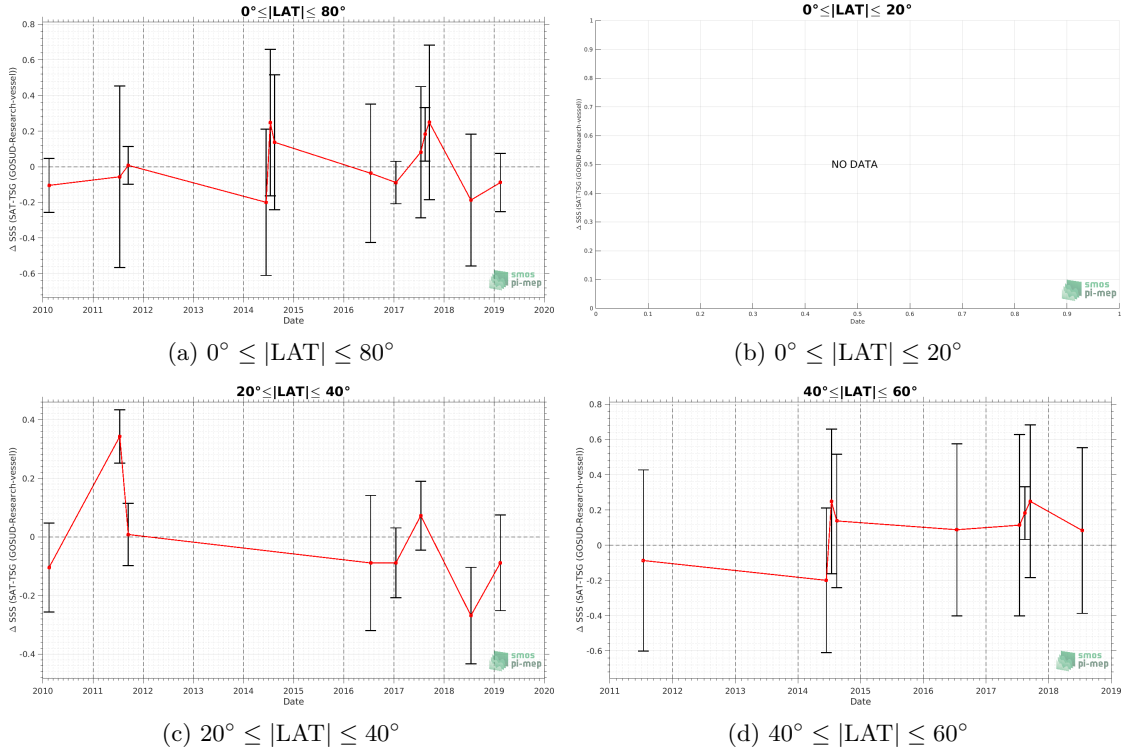 0°≤|LAT|≤ 80°
Δ SSS (SAT-TSG (GOSUD-Research-vessel))
0.8
0.6
0.4
0.2
0
-0.2
-0.4
-0.6
2010 2011 2012 2013 2014 2015 2016 2017 2018 2019 2020
Date
smos
pi-mep
(a) 0° ≤ |LAT| ≤ 80°
0°≤|LAT|≤ 20°
Δ SSS (SAT-TSG (GOSUD-Research-vessel))
1
0.9
0.8
0.7
0.6
0.5
0.4
0.3
0.2
0.1
0
NO DATA
0 0.1 0.2 0.3 0.4 0.5 0.6 0.7 0.8 0.9 1
Date
smos
pi-mep
(b) 0° ≤ |LAT| ≤ 20°
20°≤|LAT|≤ 40°
Δ SSS (SAT-TSG (GOSUD-Research-vessel))
0.4
0.2
0
-0.2
-0.4
2010 2011 2012 2013 2014 2015 2016 2017 2018 2019 2020
Date
smos
pi-mep
(c) 20° ≤ |LAT| ≤ 40°
40°≤|LAT|≤ 60°
Δ SSS (SAT-TSG (GOSUD-Research-vessel))
0.8
0.6
0.4
0.2
0
-0.2
-0.4
-0.6
2011 2012 2013 2014 2015 2016 2017 2018 2019
Date
smos
pi-mep
(d) 40° ≤ |LAT| ≤ 60°